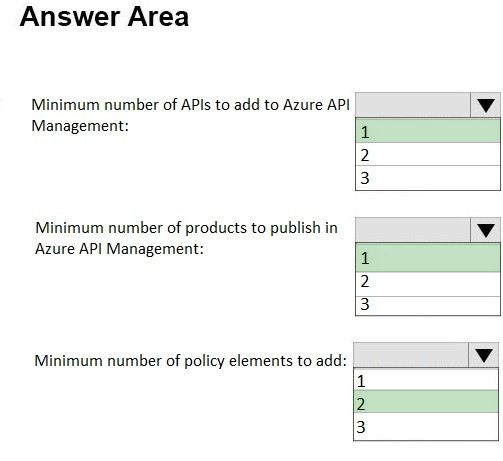 Answer Area
Minimum number of APIs to add to Azure API
Management:
1
2
3
Minimum number of products to publish in
Azure API Management:
1
2
3
Minimum number of policy elements to add:
1
2
3